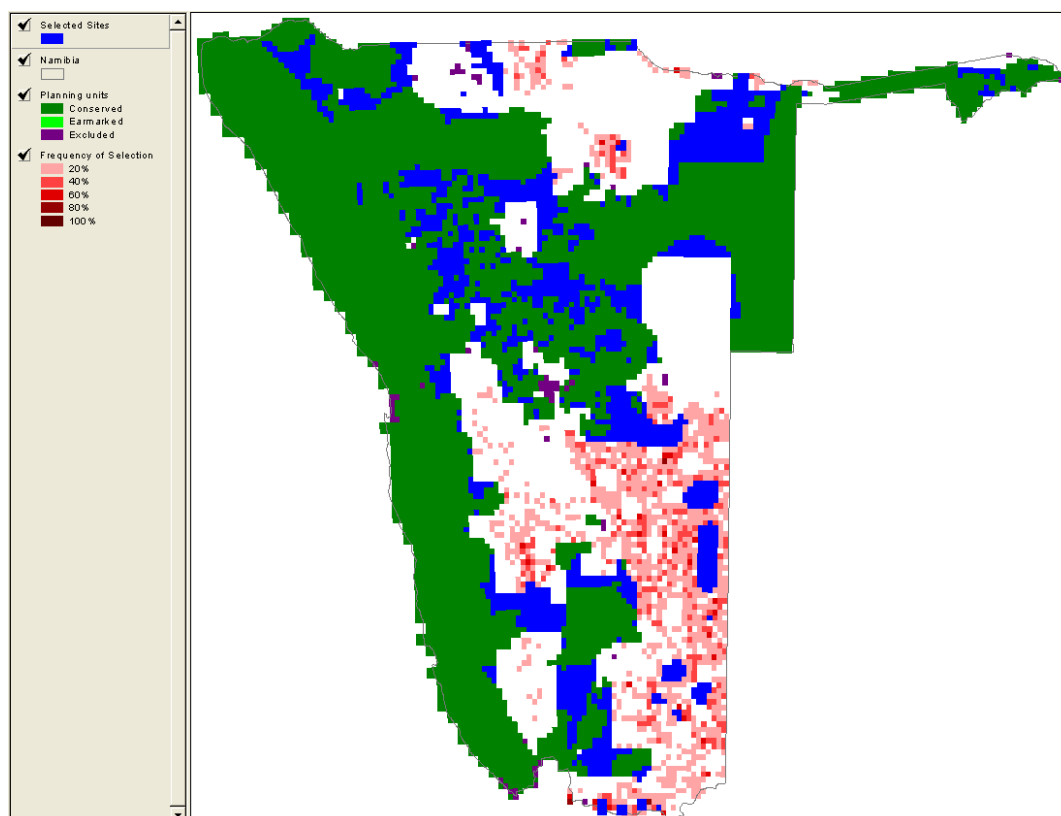 Selected Sites
Namibia
Planning units
Conserved
Earmarked
Excluded
Frequency of Selection
20%
40%
60%
80%
100%